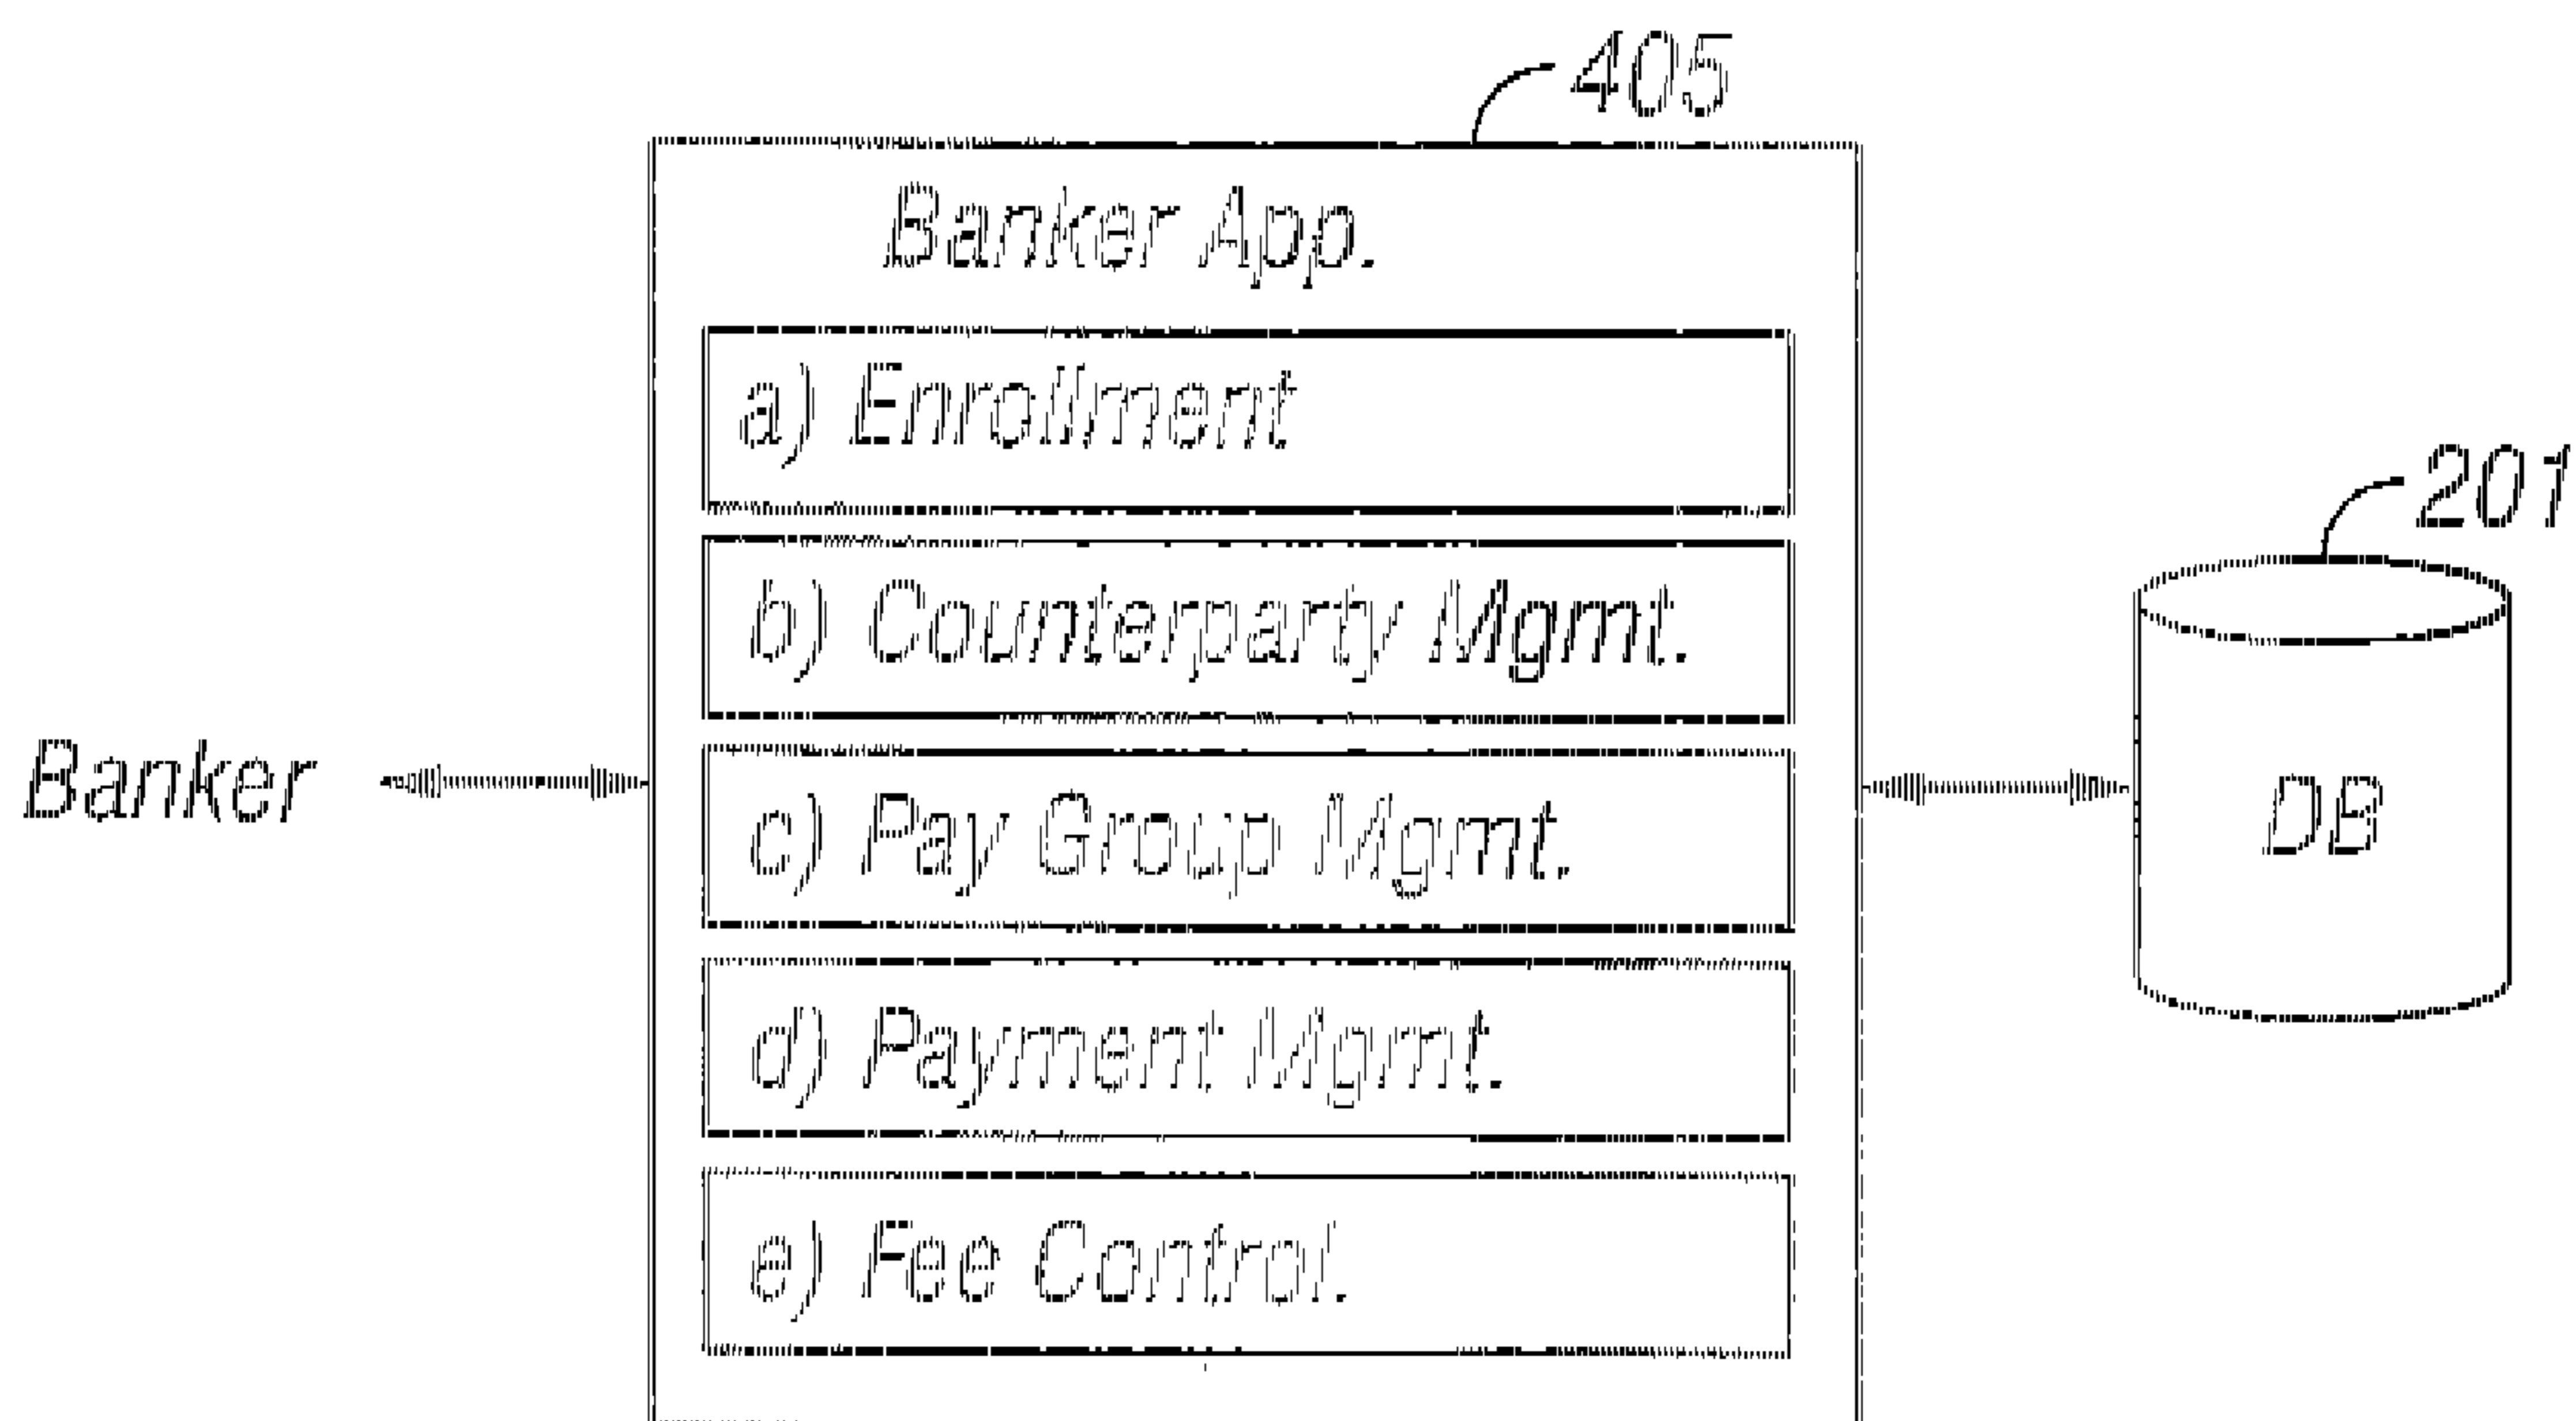 405
Banker App.
a) Enrollment
201
b) Counterparty Mgmt.
Banker
c) Pay Group Mgmt.
DB
d) Payment Mgmt.
e) Fee Control.